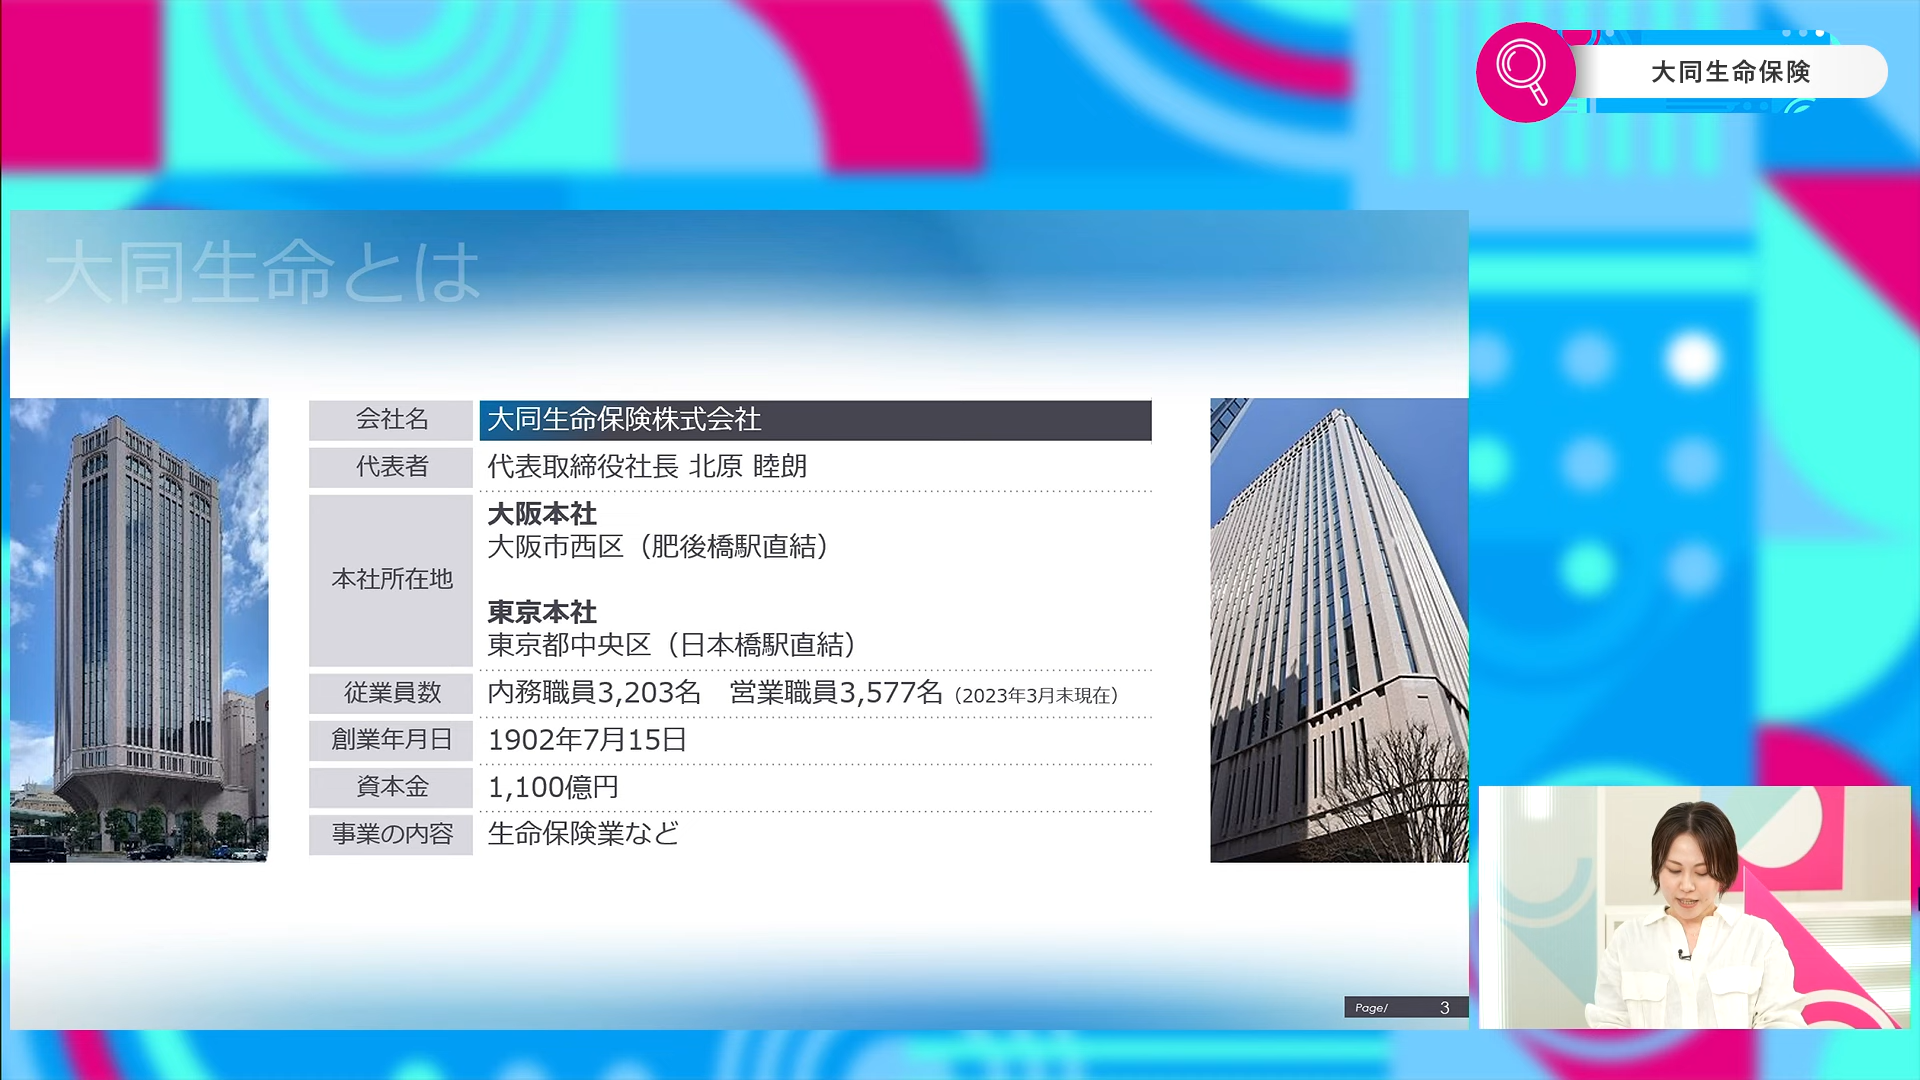 大同生命保険
大同生命とは
会社名 大同生命保険株式会社
代表者 代表取締役社長 北原 睦朗
本社所在地
大阪本社
大阪市西区（肥後橋駅直結）
東京本社
東京都中央区（日本橋駅直結）
従業員数 内務職員3,203名　営業職員3,577名（2023年3月末現在）
創業年月日 1902年7月15日
資本金 1,100億円
事業の内容 生命保険業など
Page/ 3